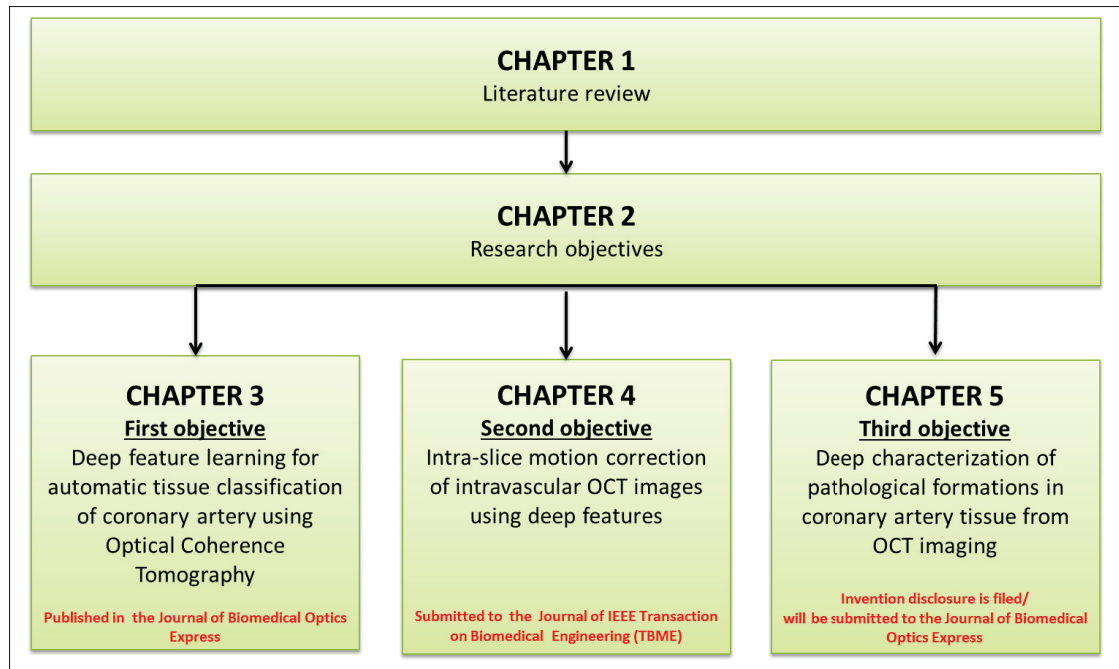 CHAPTER 1
Literature review
CHAPTER 2
Research objectives
CHAPTER 3
First objective
Deep feature learning for
automatic tissue classification
of coronary artery using
Optical Coherence
Tomography
Published in the Journal of Biomedical Optics
Express
CHAPTER 4
Second objective
Intra-slice motion correction
of intravascular OCT images
using deep features
Submitted to the Journal of IEEE Transaction
on Biomedical Engineering (TBME)
CHAPTER 5
Third objective
Deep characterization of
pathological formations in
coronary artery tissue from
OCT imaging
Invention disclosure is filed/
will be submitted to the Journal of Biomedical
Optics Express